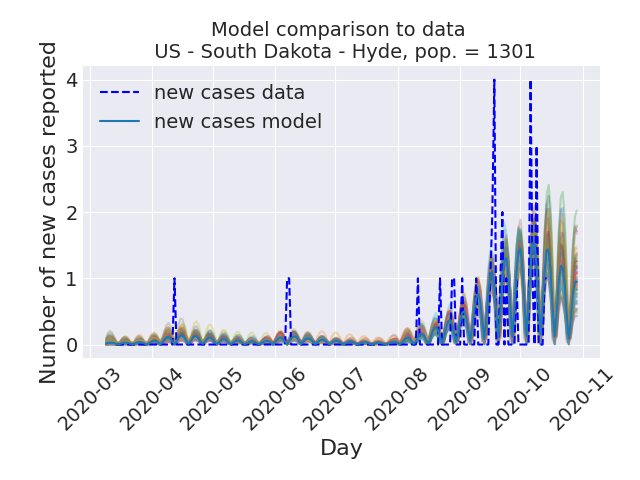 Model comparison to data
US - South Dakota - Hyde, pop. = 1301
Number of new cases reported
4
3
2
1
0
new cases data
new cases model
2020-03
2020-04
2020-05
2020-06
2020-07
2020-08
2020-09
2020-10
2020-11
Day